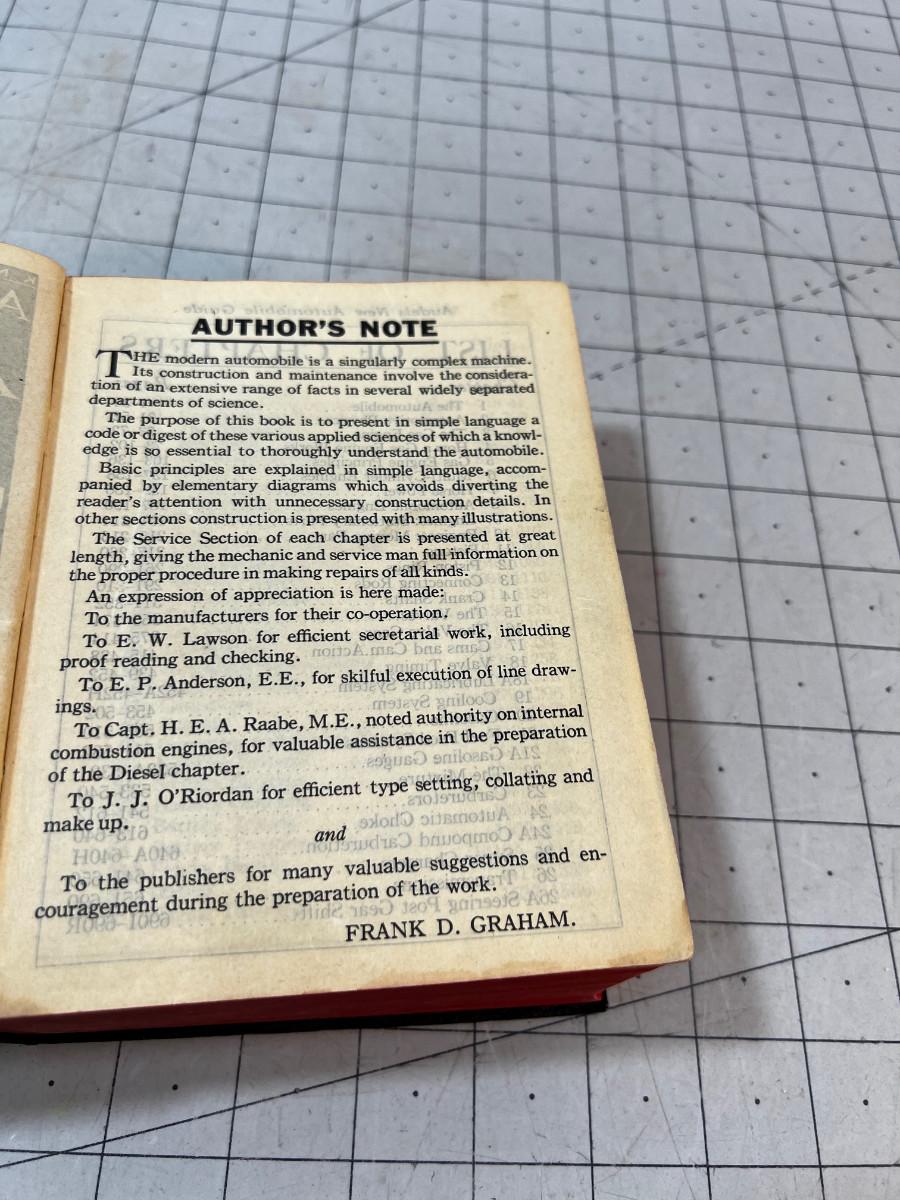 AUTHOR'S NOTE
THE modern automobile is a singularly complex machine.
Its construction and maintenance involve the considera-
tion of an extensive range of facts in several widely separated
departments of science.
The purpose of this book is to present in simple language a
code or digest of these various applied sciences of which a knowl-
edge is so essential to thoroughly understand the automobile.
Basic principles are explained in simple language, accom-
panied by elementary diagrams which avoids diverting the
reader's attention with unnecessary construction details. In
other sections construction is presented with many illustrations.
The Service Section of each chapter is presented at great
length, giving the mechanic and service man full information on
the proper procedure in making repairs of all kinds.
An expression of appreciation is here made:
To the manufacturers for their co-operation.
To E. W. Lawson for efficient secretarial work, including
proof reading and checking.
To E. P. Anderson, E.E., for skilful execution of line draw-
ings.
To Capt. H. E. A. Raabe, M.E., noted authority on internal
combustion engines, for valuable assistance in the preparation
of the Diesel chapter.
To J. J. O'Riordan for efficient type setting, collating and
make up.
and
To the publishers for many valuable suggestions and en-
couragement during the preparation of the work.
FRANK D. GRAHAM.